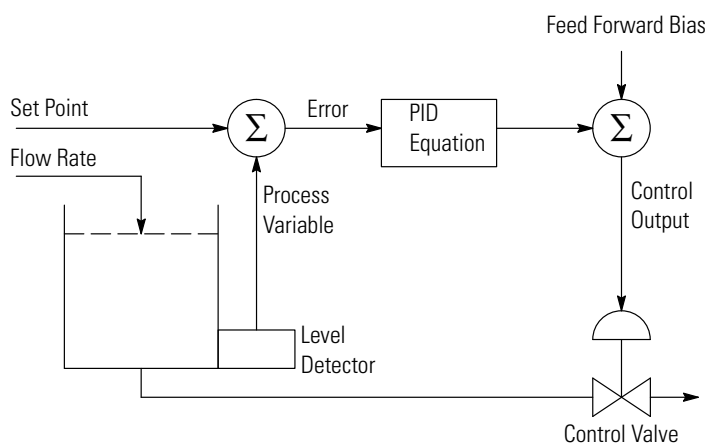 Feed Forward Bias
Set Point
Σ
Error
PID
Equation
Σ
Flow Rate
Process
Variable
Control
Output
Level
Detector
Control Valve